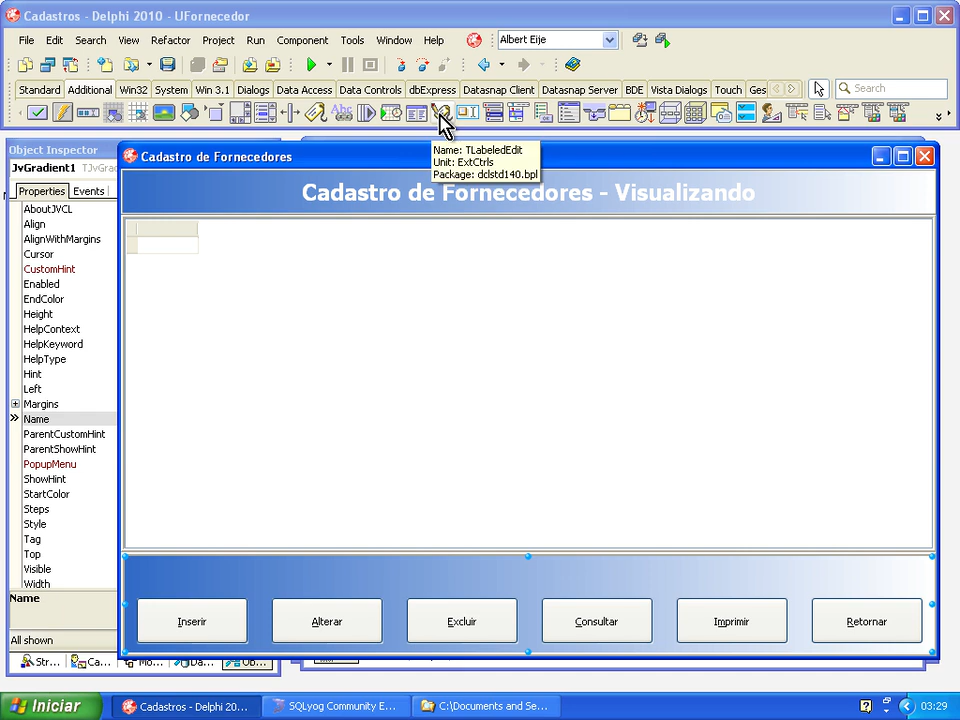 Cadastros - Delphi 2010 - UFornecedor
File Edit Search View Refactor Project Run Component Tools Window Help Albert Eije
Standard Additional Win32 System Win 3.1 Dialogs Data Access Data Controls dbExpress Datasnap Client Datasnap Server BDE Vista Dialogs Touch Ges Search
Object Inspector
JvGradient1 TJvGra
Properties Events
AboutJVCL
Align
AlignWithMargins
Cursor
CustomHint
Enabled
EndColor
Height
HelpContext
HelpKeyword
HelpType
Hint
Left
Margins
Name
ParentCustomHint
ParentShowHint
PopupMenu
ShowHint
StartColor
Steps
Style
Tag
Top
Visible
Width
Name
All shown
Str... Ca... Mo... Da... Ob...
Name: TLabeledEdit
Unit: ExtCtrls
Package: dclstd140.bpl
Cadastro de Fornecedores
Cadastro de Fornecedores - Visualizando
Inserir Alterar Excluir Consultar Imprimir Retornar
Iniciar Cadastros - Delphi 20... SQLyog Community E... C:\Documents and Se... 03:29